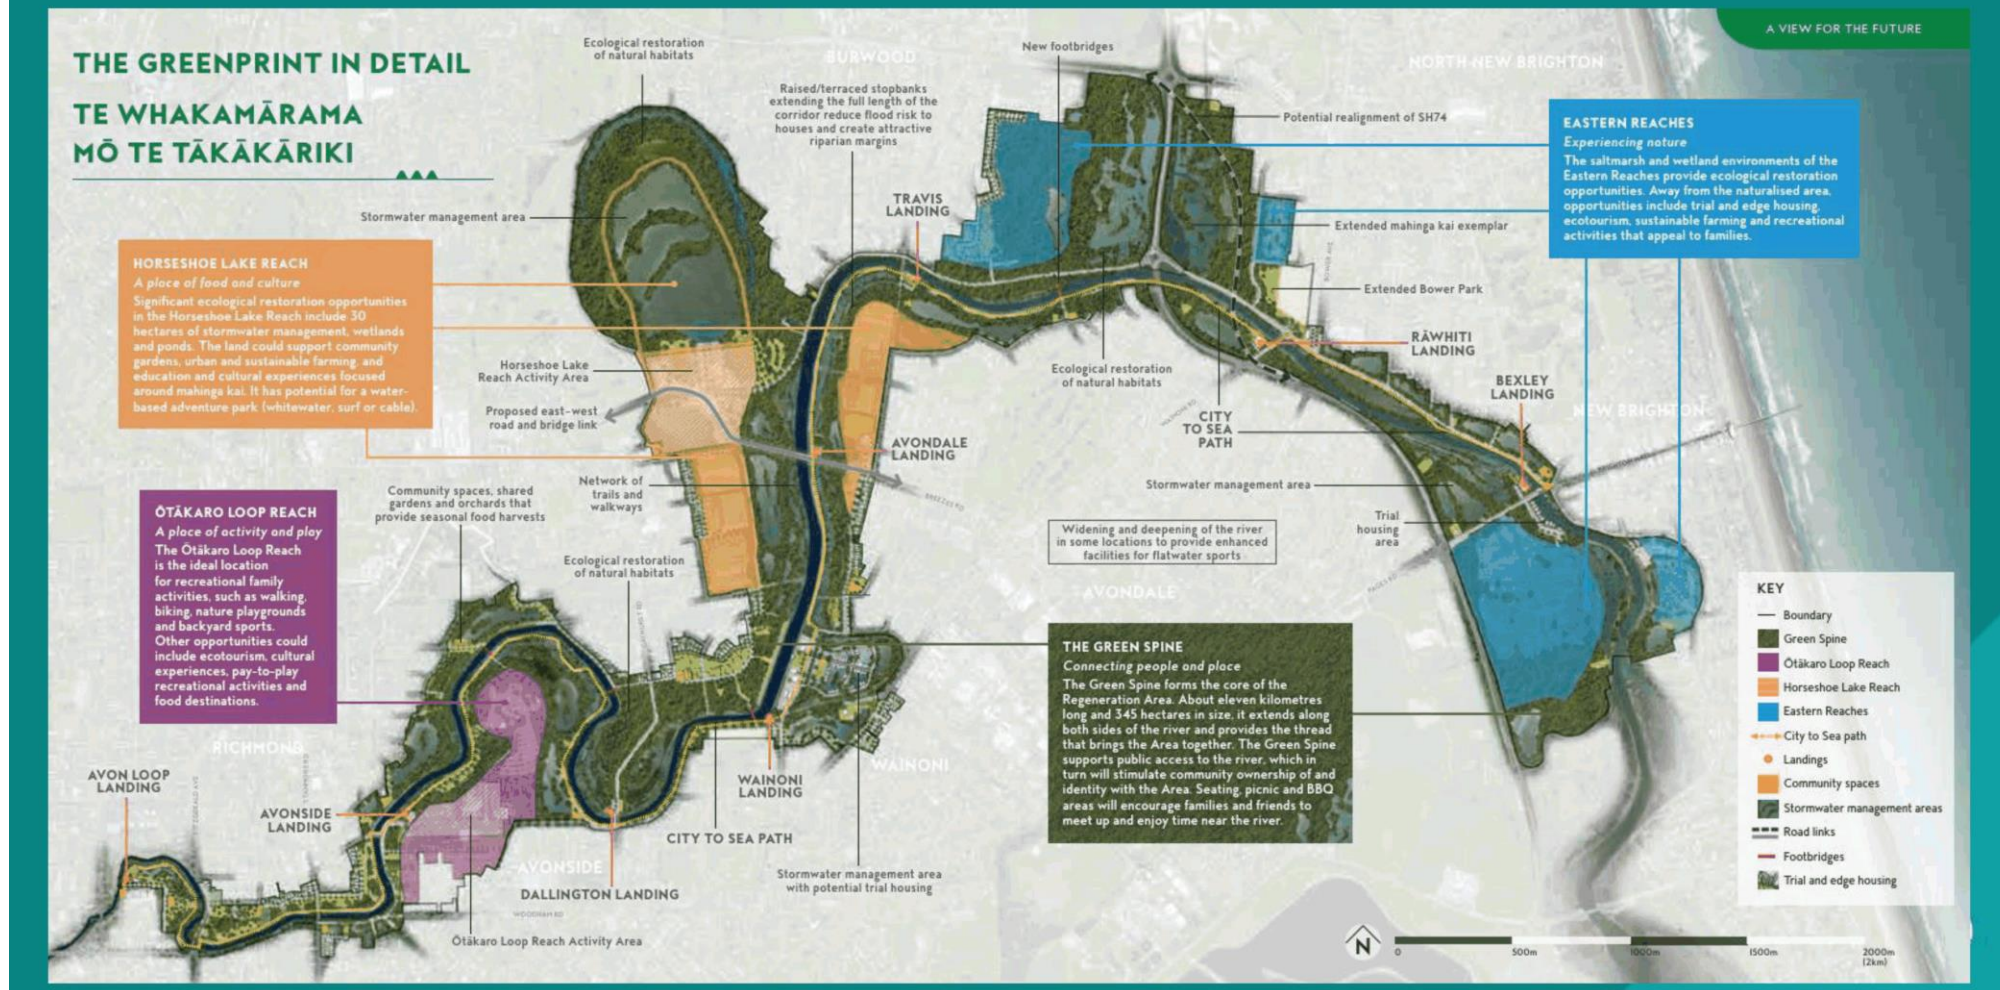 A VIEW FOR THE FUTURE
THE GREENPRINT IN DETAIL
TE WHAKAMĀRAMA
MŌ TE TĀKĀKĀRIKI
Ecological restoration
of natural habitats
BURWOOD
Raised/terraced stopbanks
extending the full length of the
corridor reduce flood risk to
houses and create attractive
riparian margins
New footbridges
NORTH NEW BRIGHTON
Potential realignment of SH74
EASTERN REACHES
Experiencing nature
The saltmarsh and wetland environments of the
Eastern Reaches provide ecological restoration
opportunities. Away from the naturalised area,
opportunities include trial and edge housing,
ecotourism, sustainable farming and recreational
activities that appeal to families.
Stormwater management area
TRAVIS
LANDING
Extended mahinga kai exemplar
Extended Bower Park
HORSESHOE LAKE REACH
A place of food and culture
Significant ecological restoration opportunities
in the Horseshoe Lake Reach include 30
hectares of stormwater management, wetlands
and ponds. The land could support community
gardens, urban and sustainable farming, and
education and cultural experiences focused
around mahinga kai. It has potential for a water-
based adventure park (whitewater, surf or cable).
Horseshoe Lake
Reach Activity Area
Proposed east-west
road and bridge link
Ecological restoration
of natural habitats
RĀWHITI
LANDING
BEXLEY
LANDING
NEW BRIGHTON
CITY
TO SEA
PATH
AVONDALE
LANDING
Network of
trails and
walkways
Stormwater management area
BREEZES RD
Trial
housing
area
Widening and deepening of the river
in some locations to provide enhanced
facilities for flatwater sports
PAGES RD
AVONDALE
ŌTĀKARO LOOP REACH
A place of activity and play
The Ōtākaro Loop Reach
is the ideal location
for recreational family
activities, such as walking,
biking, nature playgrounds
and backyard sports.
Other opportunities could
include ecotourism, cultural
experiences, pay-to-play
recreational activities and
food destinations.
Community spaces, shared
gardens and orchards that
provide seasonal food harvests
Ecological restoration
of natural habitats
THE GREEN SPINE
Connecting people and place
The Green Spine forms the core of the
Regeneration Area. About eleven kilometres
long and 345 hectares in size, it extends along
both sides of the river and provides the thread
that brings the Area together. The Green Spine
supports public access to the river, which in
turn will stimulate community ownership of and
identity with the Area. Seating, picnic and BBQ
areas will encourage families and friends to
meet up and enjoy time near the river.
RICHMOND
AVON LOOP
LANDING
AVONSIDE
LANDING
WAINONI
LANDING
WAINONI
CITY TO SEA PATH
AVONSIDE
DALLINGTON LANDING
WOODHAM RD
Ōtākaro Loop Reach Activity Area
Stormwater management area
with potential trial housing
KEY
Boundary
Green Spine
Ōtākaro Loop Reach
Horseshoe Lake Reach
Eastern Reaches
City to Sea path
Landings
Community spaces
Stormwater management areas
Road links
Footbridges
Trial and edge housing
N
0
500m
1000m
1500m
2000m
(2km)